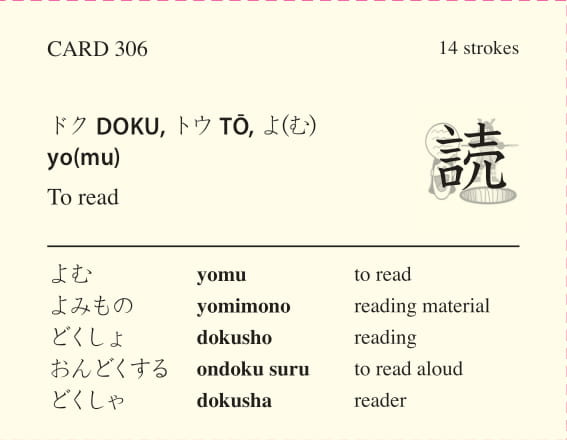 CARD 306
14 strokes
ドク DOKU, トウ TŌ, よ(む)
yo(mu)
To read
読
よむ yomu to read
よみもの yomimono reading material
どくしょ dokusho reading
おんどくする ondoku suru to read aloud
どくしゃ dokusha reader